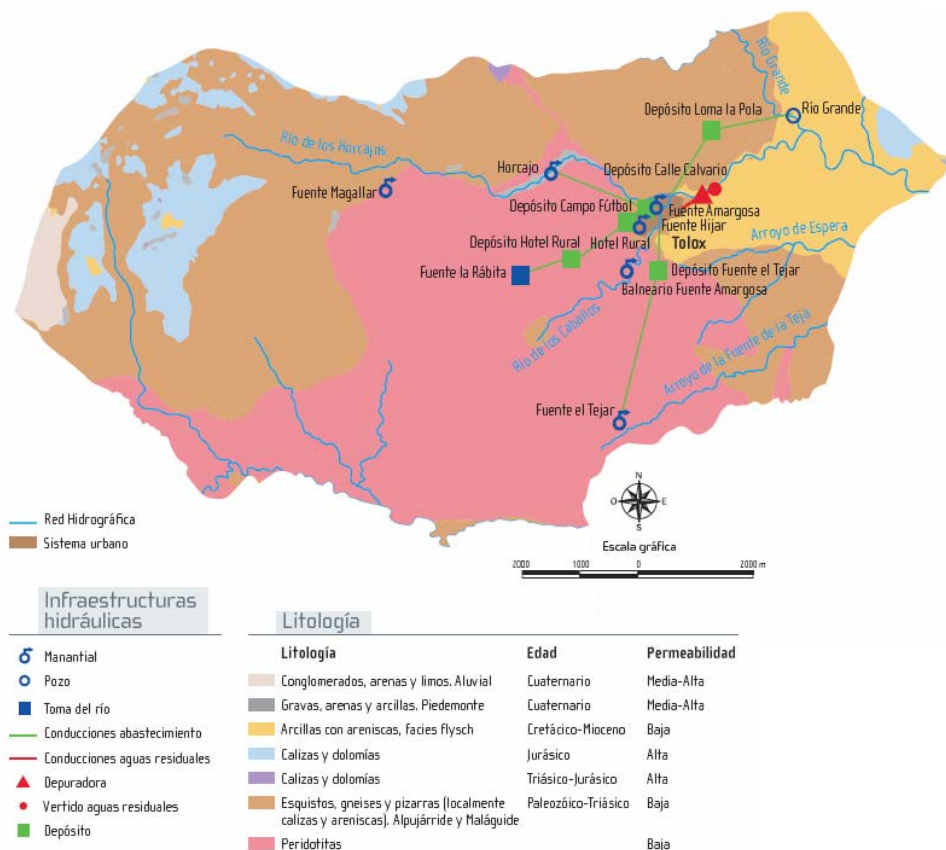 Río Grande
Depósito Loma la Pola
Río Grande
Río de los Horcajos
Horcajo
Depósito Calle Calvario
Fuente Magallar
Depósito Campo Fútbol
Fuente Amargosa
Fuente Hijar
Depósito Hotel Rural
Hotel Rural
Tolox
Arroyo de Espera
Fuente la Rábita
Depósito Fuente el Tejar
Balneario Fuente Amargosa
Río de los Caballos
Arroyo de la Fuente de la Teja
Fuente el Tejar
N
O E
S
Red Hidrográfica
Sistema urbano
Escala gráfica
2000 1000 0 2000 m
Infraestructuras
hidráulicas
Manantial
Pozo
Toma del río
Conducciones abastecimiento
Conducciones aguas residuales
Depuradora
Vertido aguas residuales
Depósito
Litología
Litología Edad Permeabilidad
Conglomerados, arenas y limos. Aluvial Cuaternario Media-Alta
Gravas, arenas y arcillas. Piedemonte Cuaternario Media-Alta
Arcillas con areniscas, facies flysch Cretácico-Mioceno Baja
Calizas y dolomías Jurásico Alta
Calizas y dolomías Triásico-Jurásico Alta
Esquistos, gneises y pizarras (localmente Paleozóico-Triásico Baja
calizas y areniscas). Alpujárride y Maláguide
Peridotitas Baja